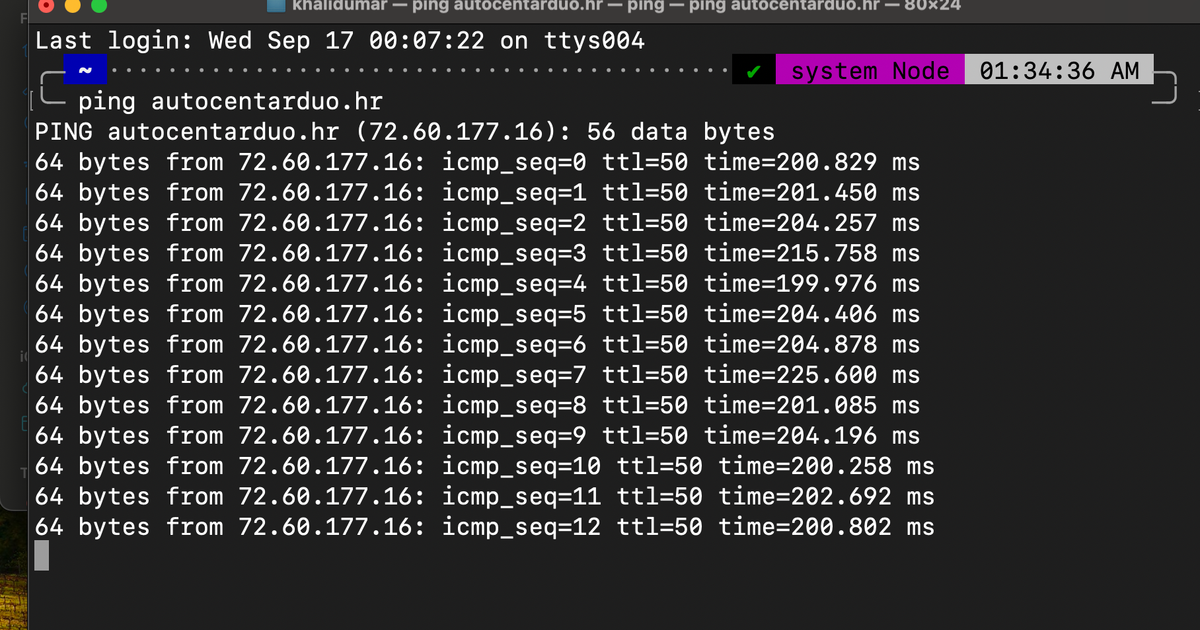 khalidumar — ping autocentarduo.hr — ping — ping autocentarduo.hr — 80×24
Last login: Wed Sep 17 00:07:22 on ttys004
~ ✔ system Node 01:34:36 AM
ping autocentarduo.hr
PING autocentarduo.hr (72.60.177.16): 56 data bytes
64 bytes from 72.60.177.16: icmp_seq=0 ttl=50 time=200.829 ms
64 bytes from 72.60.177.16: icmp_seq=1 ttl=50 time=201.450 ms
64 bytes from 72.60.177.16: icmp_seq=2 ttl=50 time=204.257 ms
64 bytes from 72.60.177.16: icmp_seq=3 ttl=50 time=215.758 ms
64 bytes from 72.60.177.16: icmp_seq=4 ttl=50 time=199.976 ms
64 bytes from 72.60.177.16: icmp_seq=5 ttl=50 time=204.406 ms
64 bytes from 72.60.177.16: icmp_seq=6 ttl=50 time=204.878 ms
64 bytes from 72.60.177.16: icmp_seq=7 ttl=50 time=225.600 ms
64 bytes from 72.60.177.16: icmp_seq=8 ttl=50 time=201.085 ms
64 bytes from 72.60.177.16: icmp_seq=9 ttl=50 time=204.196 ms
64 bytes from 72.60.177.16: icmp_seq=10 ttl=50 time=200.258 ms
64 bytes from 72.60.177.16: icmp_seq=11 ttl=50 time=202.692 ms
64 bytes from 72.60.177.16: icmp_seq=12 ttl=50 time=200.802 ms